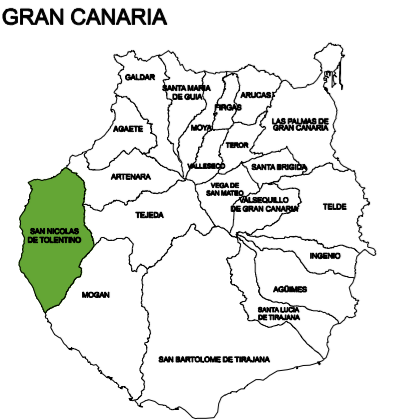 GRAN CANARIA
GALDAR
SANTA MARIA
DE GUIA
ARUCAS
FIRGAS
AGAETE
MOYA
LAS PALMAS DE
GRAN CANARIA
TEROR
VALLESECO
SANTA BRIGIDA
ARTENARA
VEGA DE
SAN MATEO
VALSEQUILLO
DE GRAN CANARIA
TEJEDA
TELDE
SAN NICOLAS
DE TOLENTINO
INGENIO
MOGAN
AGÜIMES
SANTA LUCIA
DE TIRAJANA
SAN BARTOLOME DE TIRAJANA